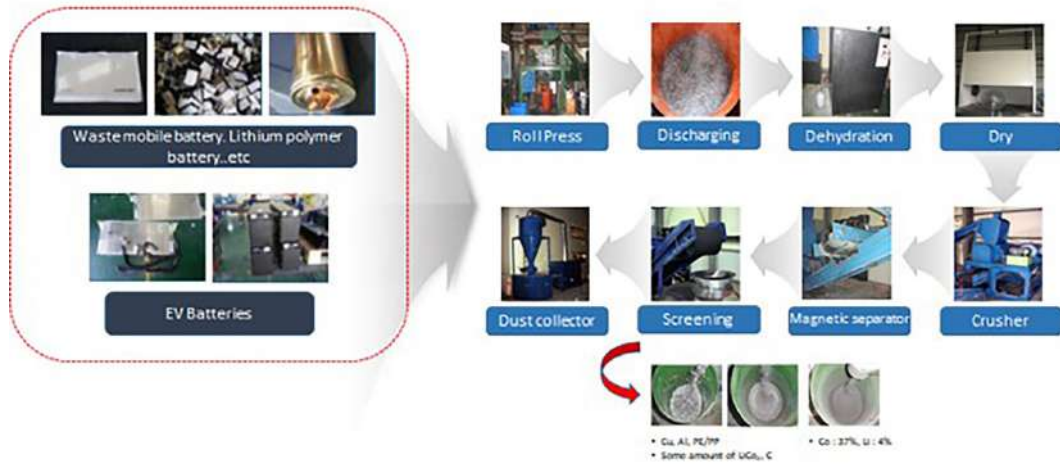 Waste mobile battery. Lithium polymer
battery..etc
EV Batteries
Roll Press
Discharging
Dehydration
Dry
Dust collector
Screening
Magnetic separator
Crusher
• Cu, Al, PE/PP
• Some amount of LiCo₂, C
• Co : 37%, Li : 4%